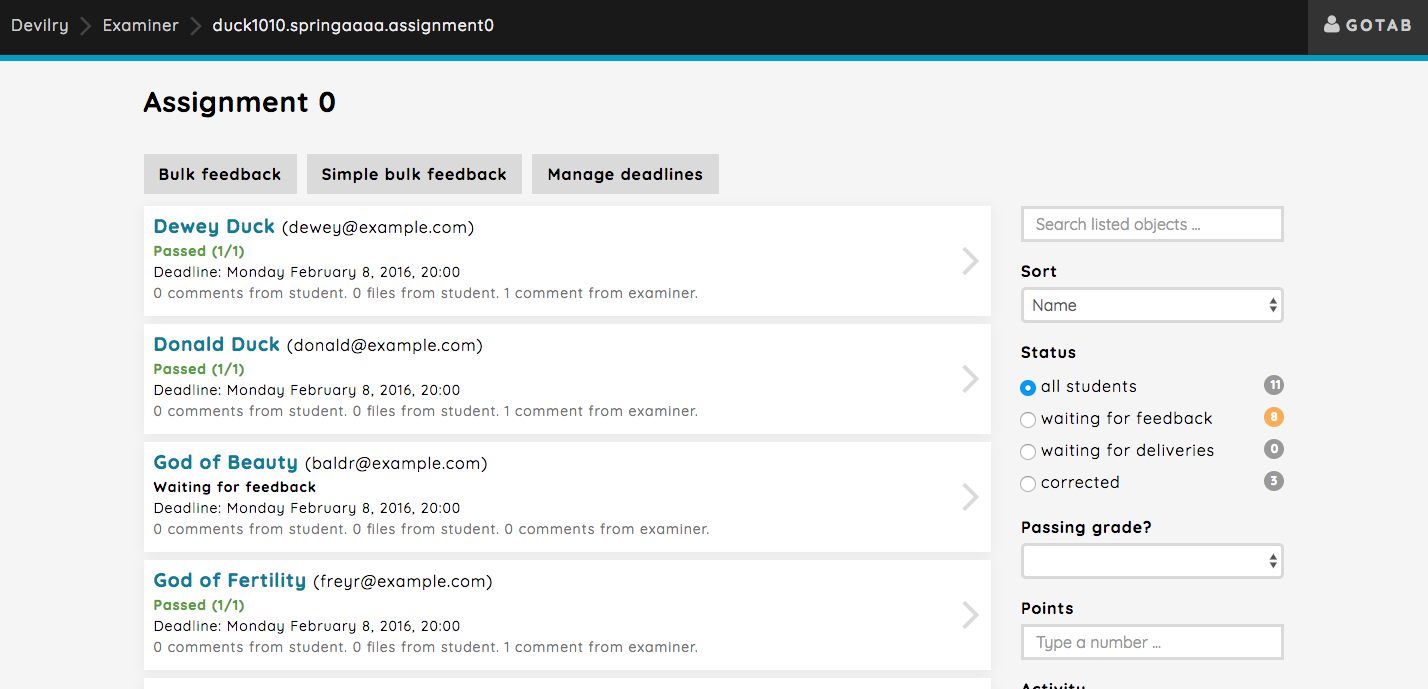 Devilry Examiner duck1010.springaaaa.assignment0 GOTAB
Assignment 0
Bulk feedback Simple bulk feedback Manage deadlines
Dewey Duck (dewey@example.com)
Passed (1/1)
Deadline: Monday February 8, 2016, 20:00
0 comments from student. 0 files from student. 1 comment from examiner.
Donald Duck (donald@example.com)
Passed (1/1)
Deadline: Monday February 8, 2016, 20:00
0 comments from student. 0 files from student. 1 comment from examiner.
God of Beauty (baldr@example.com)
Waiting for feedback
Deadline: Monday February 8, 2016, 20:00
0 comments from student. 0 files from student. 0 comments from examiner.
God of Fertility (freyr@example.com)
Passed (1/1)
Deadline: Monday February 8, 2016, 20:00
0 comments from student. 0 files from student. 1 comment from examiner.
Search listed objects ...
Sort
Name
Status
all students 11
waiting for feedback 8
waiting for deliveries 0
corrected 3
Passing grade?
Points
Type a number ...
Activity